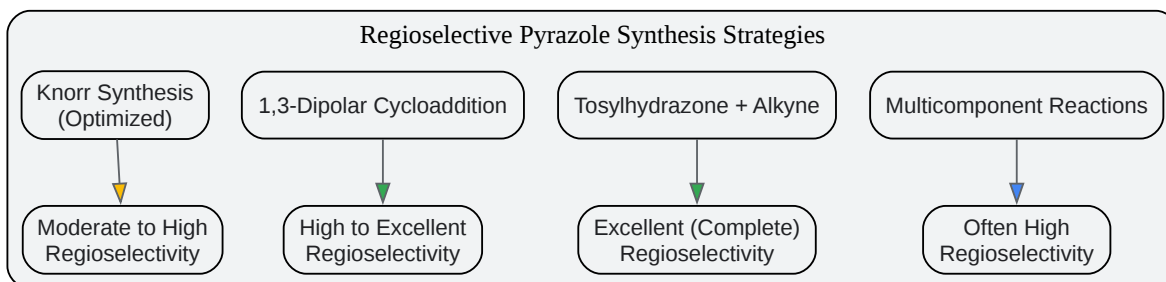 Regioselective Pyrazole Synthesis Strategies
Knorr Synthesis
(Optimized)
1,3-Dipolar Cycloaddition
Tosylhydrazone + Alkyne
Multicomponent Reactions
Moderate to High
Regioselectivity
High to Excellent
Regioselectivity
Excellent (Complete)
Regioselectivity
Often High
Regioselectivity